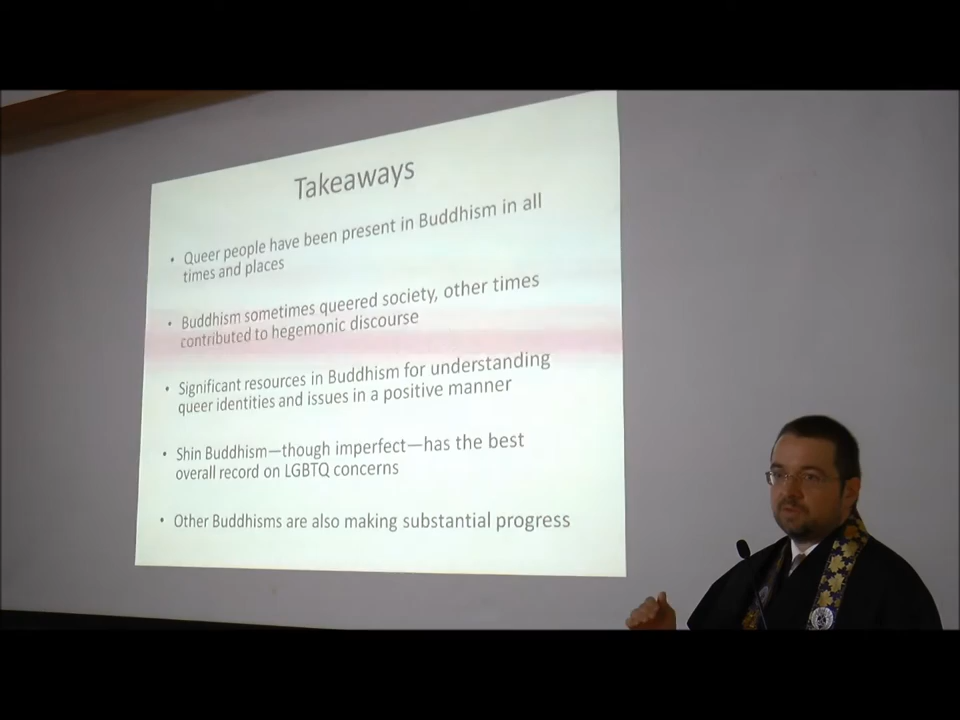 Takeaways
• Queer people have been present in Buddhism in all
times and places
• Buddhism sometimes queered society, other times
contributed to hegemonic discourse
• Significant resources in Buddhism for understanding
queer identities and issues in a positive manner
• Shin Buddhism—though imperfect—has the best
overall record on LGBTQ concerns
• Other Buddhisms are also making substantial progress